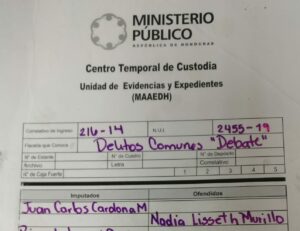 MINISTERIO
PÚBLICO
REPÚBLICA DE HONDURAS
Centro Temporal de Custodia
Unidad de Evidencias y Expedientes
(MAAEDH)
Correlativo de Ingreso 216-14 N.U.I. 2455-19
Fiscalía que Conoce Delitos Comunes "Debate"
N° de Estante N° de Cuadro N° de Depósito
Archivo Letra Correlativo
N° Caja Fuerte 1 2 3 4 5
Imputados Ofendidos
Juan Carlos Cardona M Nadia Lisseth Murillo